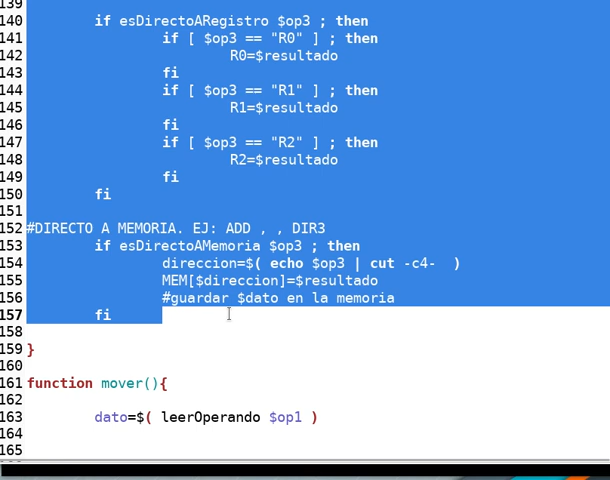 139
140 if esDirectoARegistro $op3 ; then
141 if [ $op3 == "R0" ] ; then
142 R0=$resultado
143 fi
144 if [ $op3 == "R1" ] ; then
145 R1=$resultado
146 fi
147 if [ $op3 == "R2" ] ; then
148 R2=$resultado
149 fi
150 fi
151
152 #DIRECTO A MEMORIA. EJ: ADD , , DIR3
153 if esDirectoAMemoria $op3 ; then
154 direccion=$( echo $op3 | cut -c4- )
155 MEM[$direccion]=$resultado
156 #guardar $dato en la memoria
157 fi
158
159 }
160
161 function mover(){
162
163 dato=$( leerOperando $op1 )
164
165